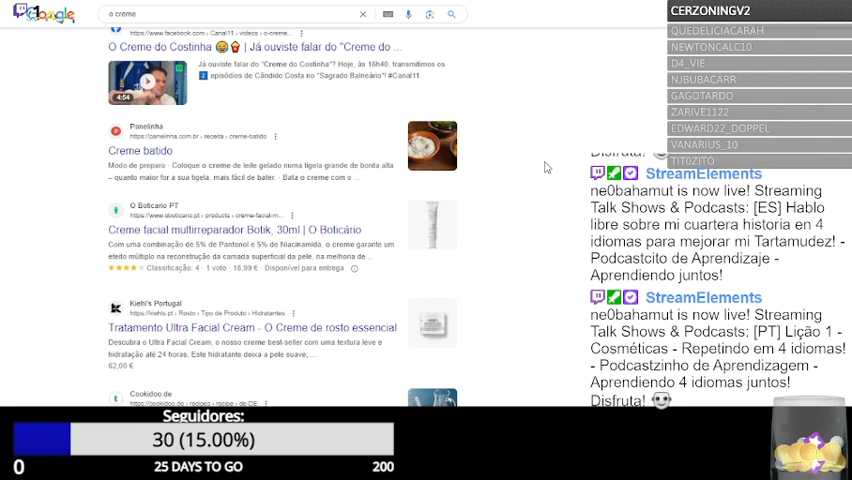 o creme
https://www.facebook.com › Canal11 › videos › o-creme...
O Creme do Costinha 😂🍿 | Já ouviste falar do "Creme do ...
Já ouviste falar do "Creme do Costinha"? Hoje, às 16h40, transmitimos os
2 episódios de Cândido Costa no "Sagrado Balneário"! #Canal11.
4:54
Panelinha
https://panelinha.com.br › receita › creme-batido
Creme batido
Modo de preparo · Coloque o creme de leite gelado numa tigela grande de borda alta
– quanto maior for a sua tigela, mais fácil de bater. · Bata o creme com o ...
O Boticario PT
https://www.oboticario.pt › products › creme-facial-m...
Creme facial multirreparador Botik, 30ml | O Boticário
Com uma combinação de 5% de Pantenol e 5% de Niacinamida, o creme garante um
efeito múltiplo na reconstrução da camada superficial da pele, na melhoria de ...
Classificação: 4 · 1 voto · 18,99 € · Disponível para entrega
Kiehl's Portugal
https://kiehls.pt › Rosto › Tipo de Produto › Hidratantes
Tratamento Ultra Facial Cream - O Creme de rosto essencial
Descubra o Ultra Facial Cream, o nosso creme best-seller com uma textura leve e
hidratação até 24 horas. Este hidratante deixa a pele suave, ...
62,00 €
Cookidoo.de
https://cookidoo.de › recipes › recipe › de-DE
CERZONINGV2
QUEDELICIACARAH
NEWTONCALC10
D4_VIE
NJBUBACARR
GAGOTARDO
ZARIVE1122
EDWARD22_DOPPEL
VANARIUS_10
TIT0ZITO
Disfruta!
StreamElements
ne0bahamut is now live! Streaming
Talk Shows & Podcasts: [ES] Hablo
libre sobre mi cuartera historia en 4
idiomas para mejorar mi Tartamudez! -
Podcastcito de Aprendizaje -
Aprendiendo juntos!
StreamElements
ne0bahamut is now live! Streaming
Talk Shows & Podcasts: [PT] Lição 1 -
Cosméticas - Repetindo em 4 idiomas!
- Podcastzinho de Aprendizagem -
Aprendiendo 4 idiomas juntos!
Disfruta!
Seguidores:
30 (15.00%)
0
25 DAYS TO GO
200